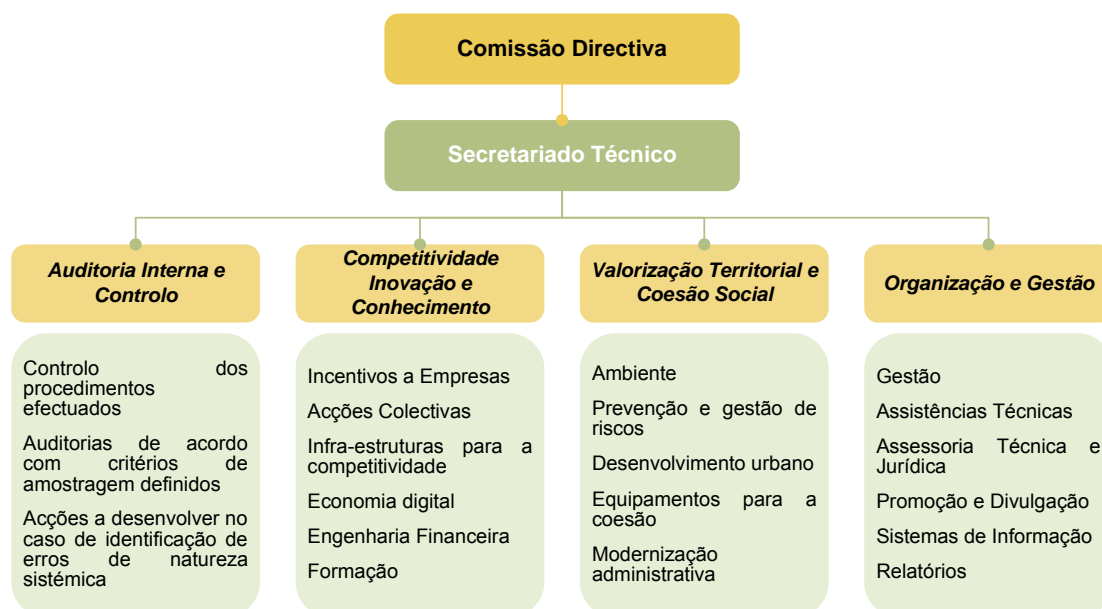 Comissão Directiva
Secretariado Técnico
Auditoria Interna e
Controlo
Controlo dos
procedimentos
efectuados
Auditorias de acordo
com critérios de
amostragem definidos
Acções a desenvolver no
caso de identificação de
erros de natureza
sistémica
Competitividade
Inovação e
Conhecimento
Incentivos a Empresas
Acções Colectivas
Infra-estruturas para a
competitividade
Economia digital
Engenharia Financeira
Formação
Valorização Territorial e
Coesão Social
Ambiente
Prevenção e gestão de
riscos
Desenvolvimento urbano
Equipamentos para a
coesão
Modernização
administrativa
Organização e Gestão
Gestão
Assistências Técnicas
Assessoria Técnica e
Jurídica
Promoção e Divulgação
Sistemas de Informação
Relatórios